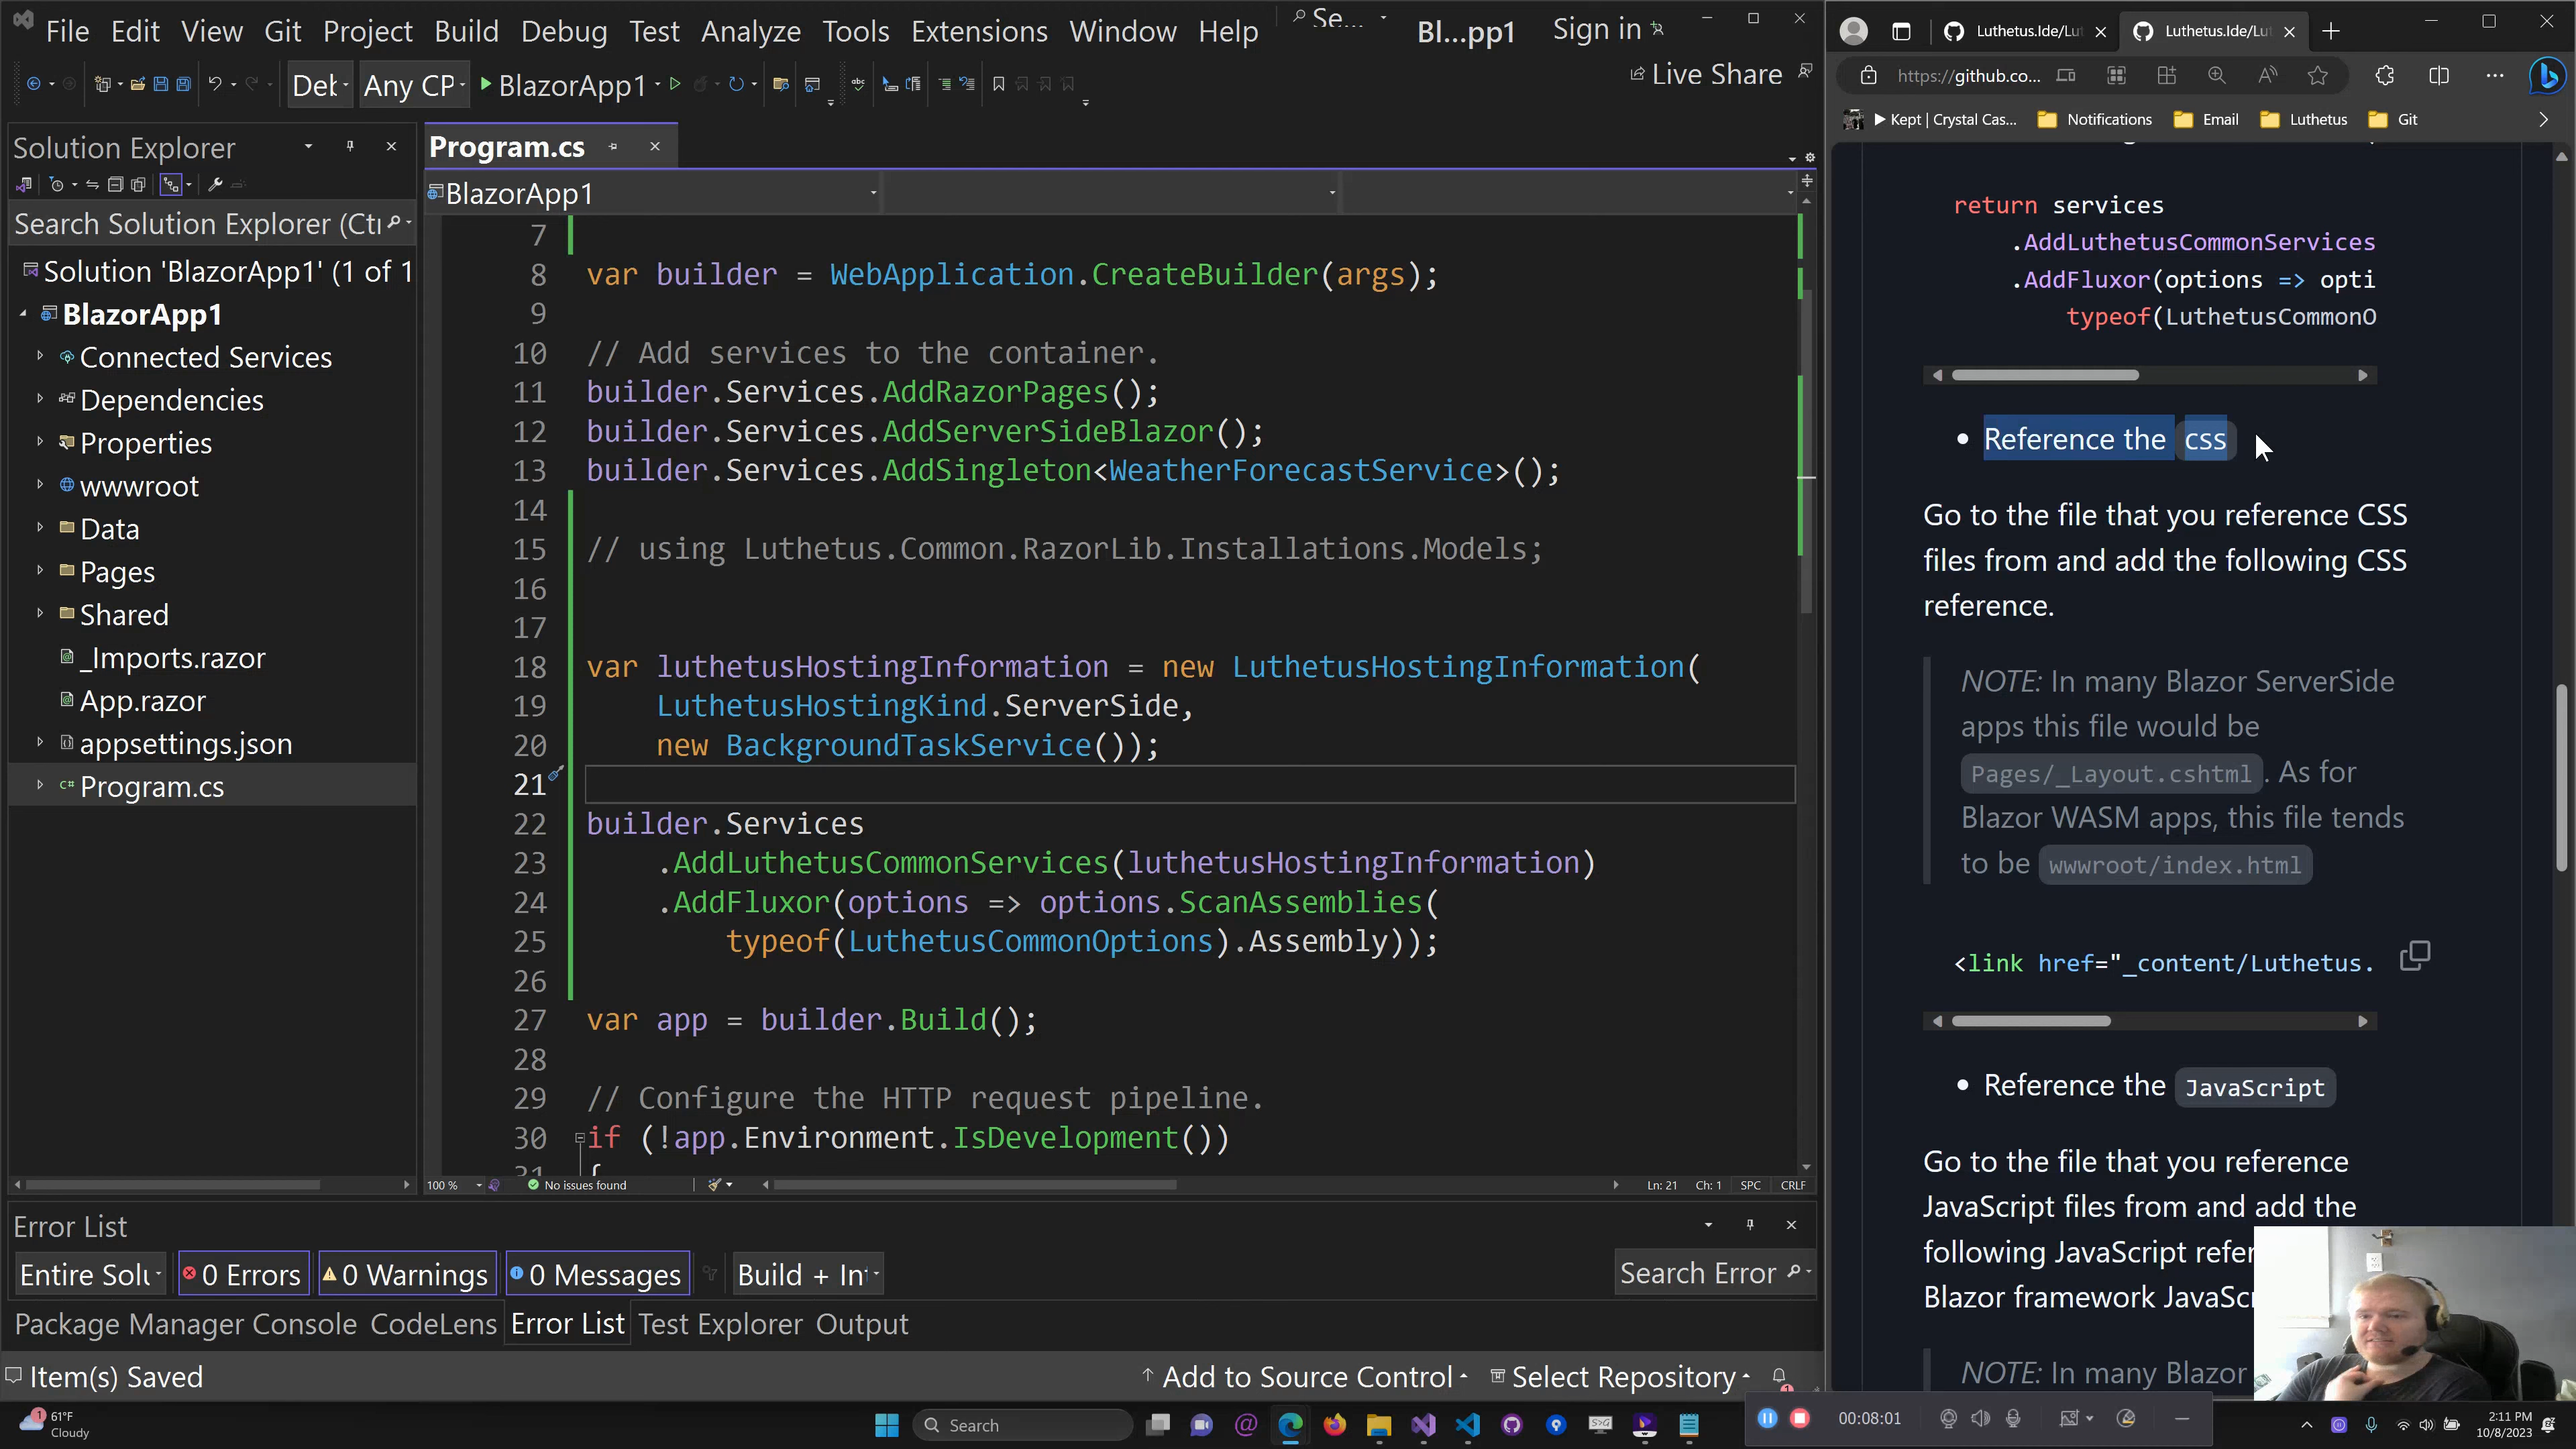 File Edit View Git Project Build Debug Test Analyze Tools Extensions Window Help Se... Bl...pp1 Sign in
Any CP BlazorApp1 Live Share
Solution Explorer
Search Solution Explorer (Ctr
Solution 'BlazorApp1' (1 of 1
BlazorApp1
Connected Services
Dependencies
Properties
wwwroot
Data
Pages
Shared
_Imports.razor
App.razor
appsettings.json
Program.cs
Program.cs
BlazorApp1
7
8 var builder = WebApplication.CreateBuilder(args);
9
10 // Add services to the container.
11 builder.Services.AddRazorPages();
12 builder.Services.AddServerSideBlazor();
13 builder.Services.AddSingleton<WeatherForecastService>();
14
15 // using Luthetus.Common.RazorLib.Installations.Models;
16
17
18 var luthetusHostingInformation = new LuthetusHostingInformation(
19 LuthetusHostingKind.ServerSide,
20 new BackgroundTaskService());
21
22 builder.Services
23 .AddLuthetusCommonServices(luthetusHostingInformation)
24 .AddFluxor(options => options.ScanAssemblies(
25 typeof(LuthetusCommonOptions).Assembly));
26
27 var app = builder.Build();
28
29 // Configure the HTTP request pipeline.
30 if (!app.Environment.IsDevelopment())
31 {
100 % No issues found Ln: 21 Ch: 1 SPC CRLF
Error List
Entire Solu 0 Errors 0 Warnings 0 Messages Build + Int Search Error
Package Manager Console CodeLens Error List Test Explorer Output
Item(s) Saved Add to Source Control Select Repository
Luthetus.Ide/Lut Luthetus.Ide/Lut
https://github.co...
Kept | Crystal Cas... Notifications Email Luthetus Git
return services
.AddLuthetusCommonServices
.AddFluxor(options => opti
typeof(LuthetusCommonO
• Reference the css
Go to the file that you reference CSS
files from and add the following CSS
reference.
NOTE: In many Blazor ServerSide
apps this file would be
Pages/_Layout.cshtml . As for
Blazor WASM apps, this file tends
to be wwwroot/index.html
<link href="_content/Luthetus.
• Reference the JavaScript
Go to the file that you reference
JavaScript files from and add the
following JavaScript refer
Blazor framework JavaScr
NOTE: In many Blazor
61°F
Cloudy
Search
00:08:01
2:11 PM
10/8/2023